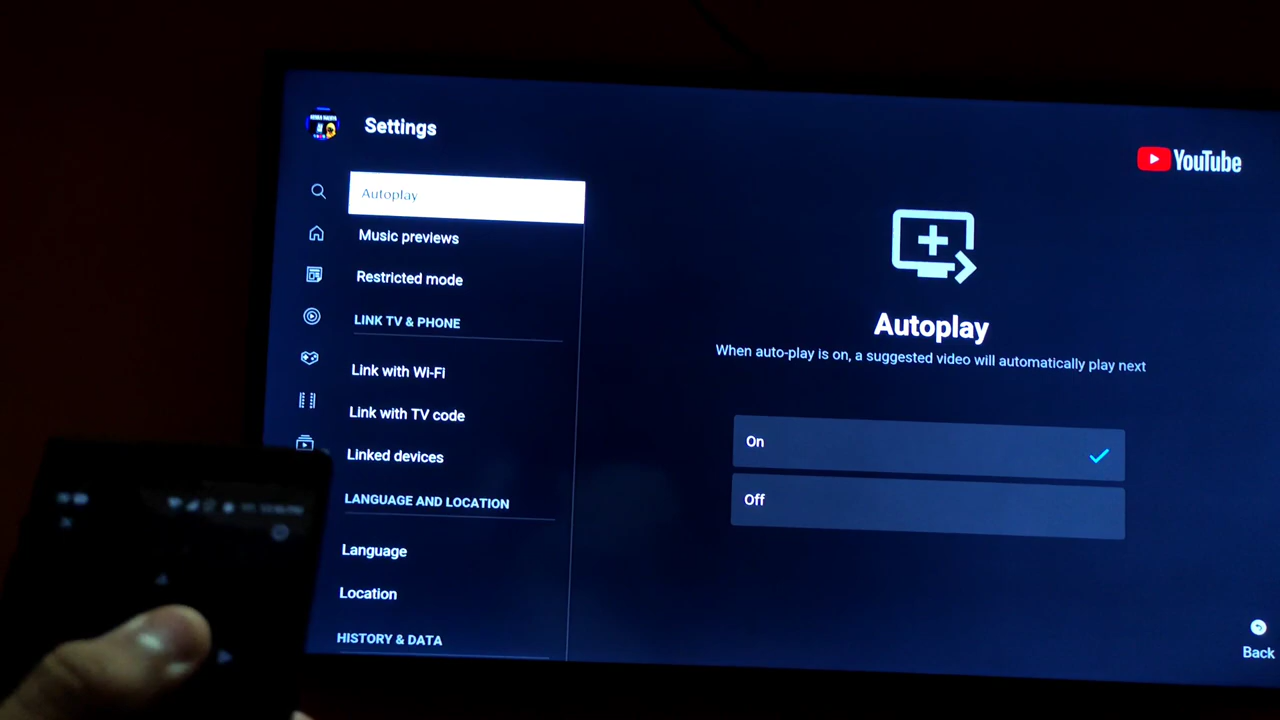 Settings
YouTube
Autoplay
Music previews
Restricted mode
LINK TV & PHONE
Link with Wi-Fi
Link with TV code
Linked devices
LANGUAGE AND LOCATION
Language
Location
HISTORY & DATA
Autoplay
When auto-play is on, a suggested video will automatically play next
On
Off
Back